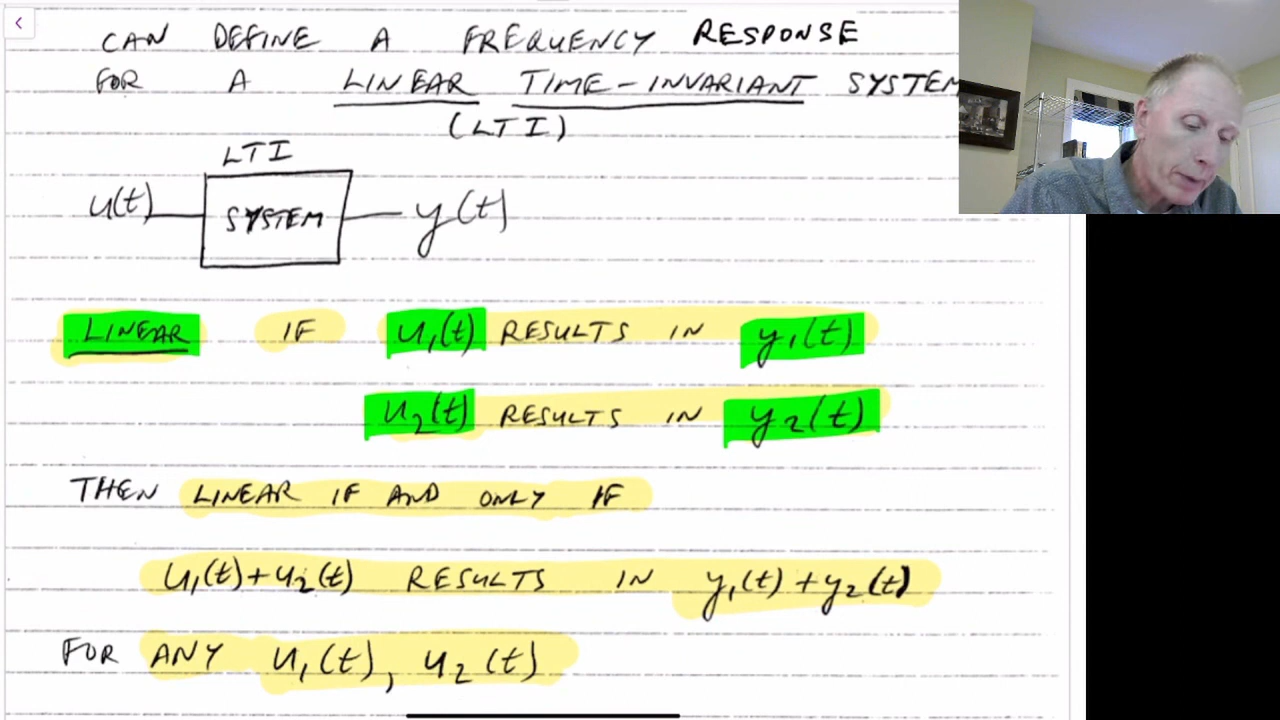 CAN DEFINE A FREQUENCY RESPONSE
FOR A LINEAR TIME-INVARIANT SYSTEM
(LTI)
LTI
u(t) SYSTEM y(t)
LINEAR IF u₁(t) RESULTS IN y₁(t)
u₂(t) RESULTS IN y₂(t)
THEN LINEAR IF AND ONLY IF
u₁(t)+u₂(t) RESULTS IN y₁(t)+y₂(t)
FOR ANY u₁(t), u₂(t)